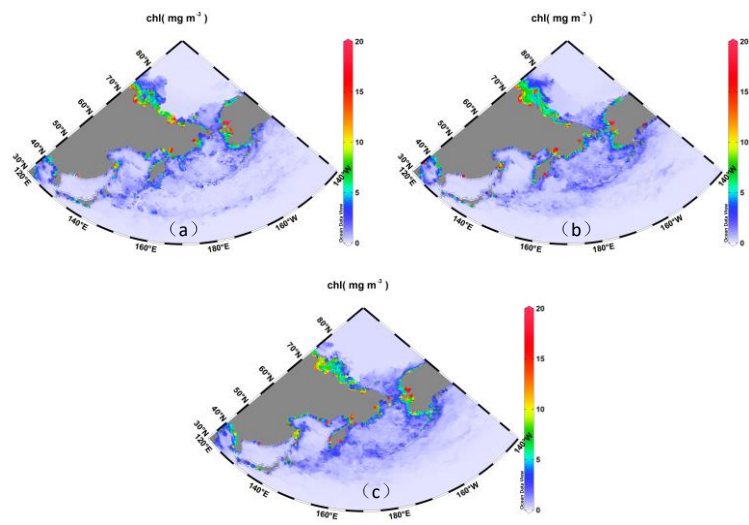 chl( mg m⁻³ )
80°N
70°N
60°N
50°N
40°N
30°N
120°E
140°E
160°E
180°E
160°W
140°W
20
15
10
5
0
Ocean Data View
（a）
chl( mg m⁻³ )
80°N
70°N
60°N
50°N
40°N
30°N
120°E
140°E
160°E
180°E
160°W
140°W
20
15
10
5
0
Ocean Data View
（b）
chl( mg m⁻³ )
80°N
70°N
60°N
50°N
40°N
30°N
120°E
140°E
160°E
180°E
160°W
140°W
20
15
10
5
0
Ocean Data View
（c）